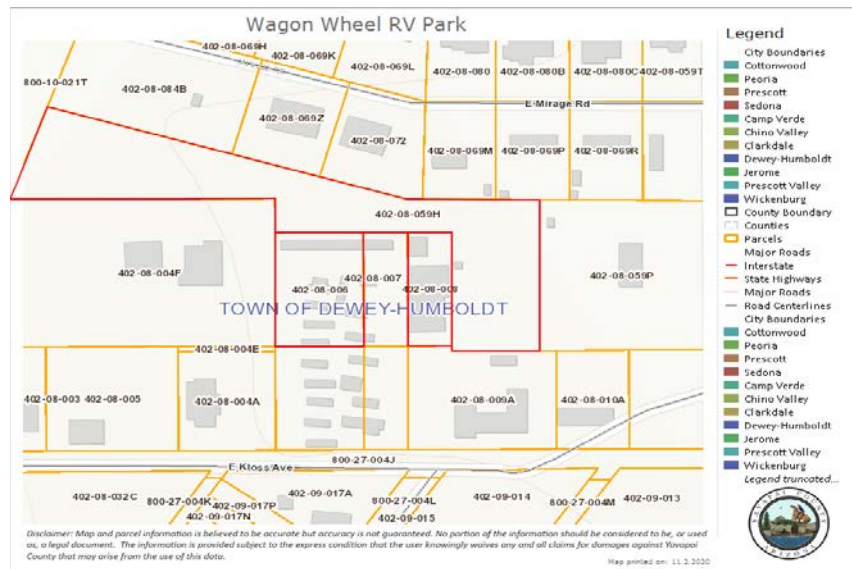 Wagon Wheel RV Park
402-08-069H
402-08-069K
402-08-069L
402-08-080
402-08-080B
402-08-080C
402-08-059T
800-10-021T
402-08-084B
E Mirage Rd
402-08-069Z
402-08-072
402-08-069M
402-08-069P
402-08-069R
402-08-059H
402-08-004F
402-08-006
402-08-007
402-08-008
402-08-059P
TOWN OF DEWEY-HUMBOLDT
402-08-004E
402-08-003
402-08-005
402-08-004A
402-08-009A
402-08-010A
800-27-004J
E Kloss Ave
402-08-032C
800-27-004K
402-09-017P
402-09-017N
402-09-017A
800-27-004L
402-09-015
402-09-014
800-27-004M
402-09-013
Legend
City Boundaries
Cottonwood
Peoria
Prescott
Sedona
Camp Verde
Chino Valley
Clarkdale
Dewey-Humboldt
Jerome
Prescott Valley
Wickenburg
County Boundary
Counties
Parcels
Major Roads
Interstate
State Highways
Major Roads
Road Centerlines
City Boundaries
Cottonwood
Peoria
Prescott
Sedona
Camp Verde
Chino Valley
Clarkdale
Dewey-Humboldt
Jerome
Prescott Valley
Wickenburg
Legend truncated...
YAVAPAI COUNTY
ARIZONA
Disclaimer: Map and parcel information is believed to be accurate but accuracy is not guaranteed. No portion of the information should be considered to be, or used
as, a legal document. The information is provided subject to the express condition that the user knowingly waives any and all claims for damages against Yavapai
County that may arise from the use of this data.
Map printed on: 11.2.2020